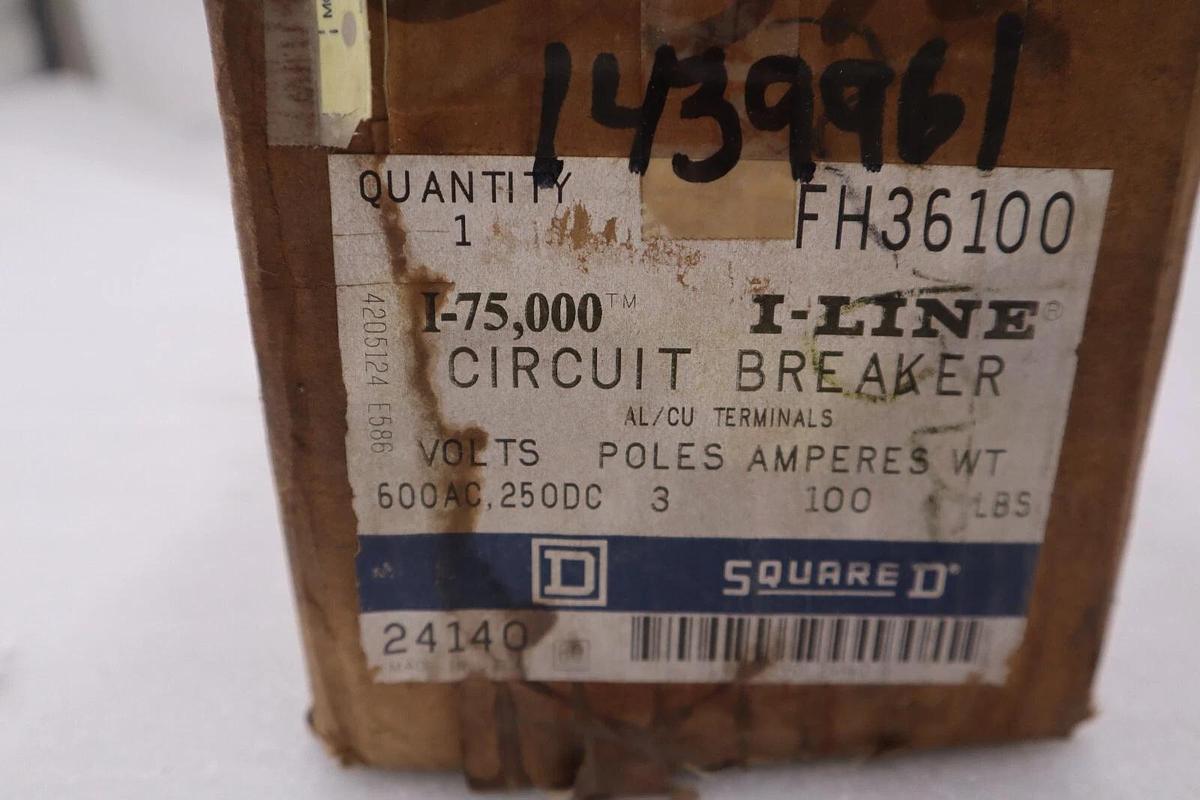 1439961
QUANTITY
1
FH36100
I-75,000™ I-LINE®
CIRCUIT BREAKER
AL/CU TERMINALS
VOLTS POLES AMPERES WT
600AC,250DC 3 100 LBS
4205124 E586
D SQUARE D®
24140